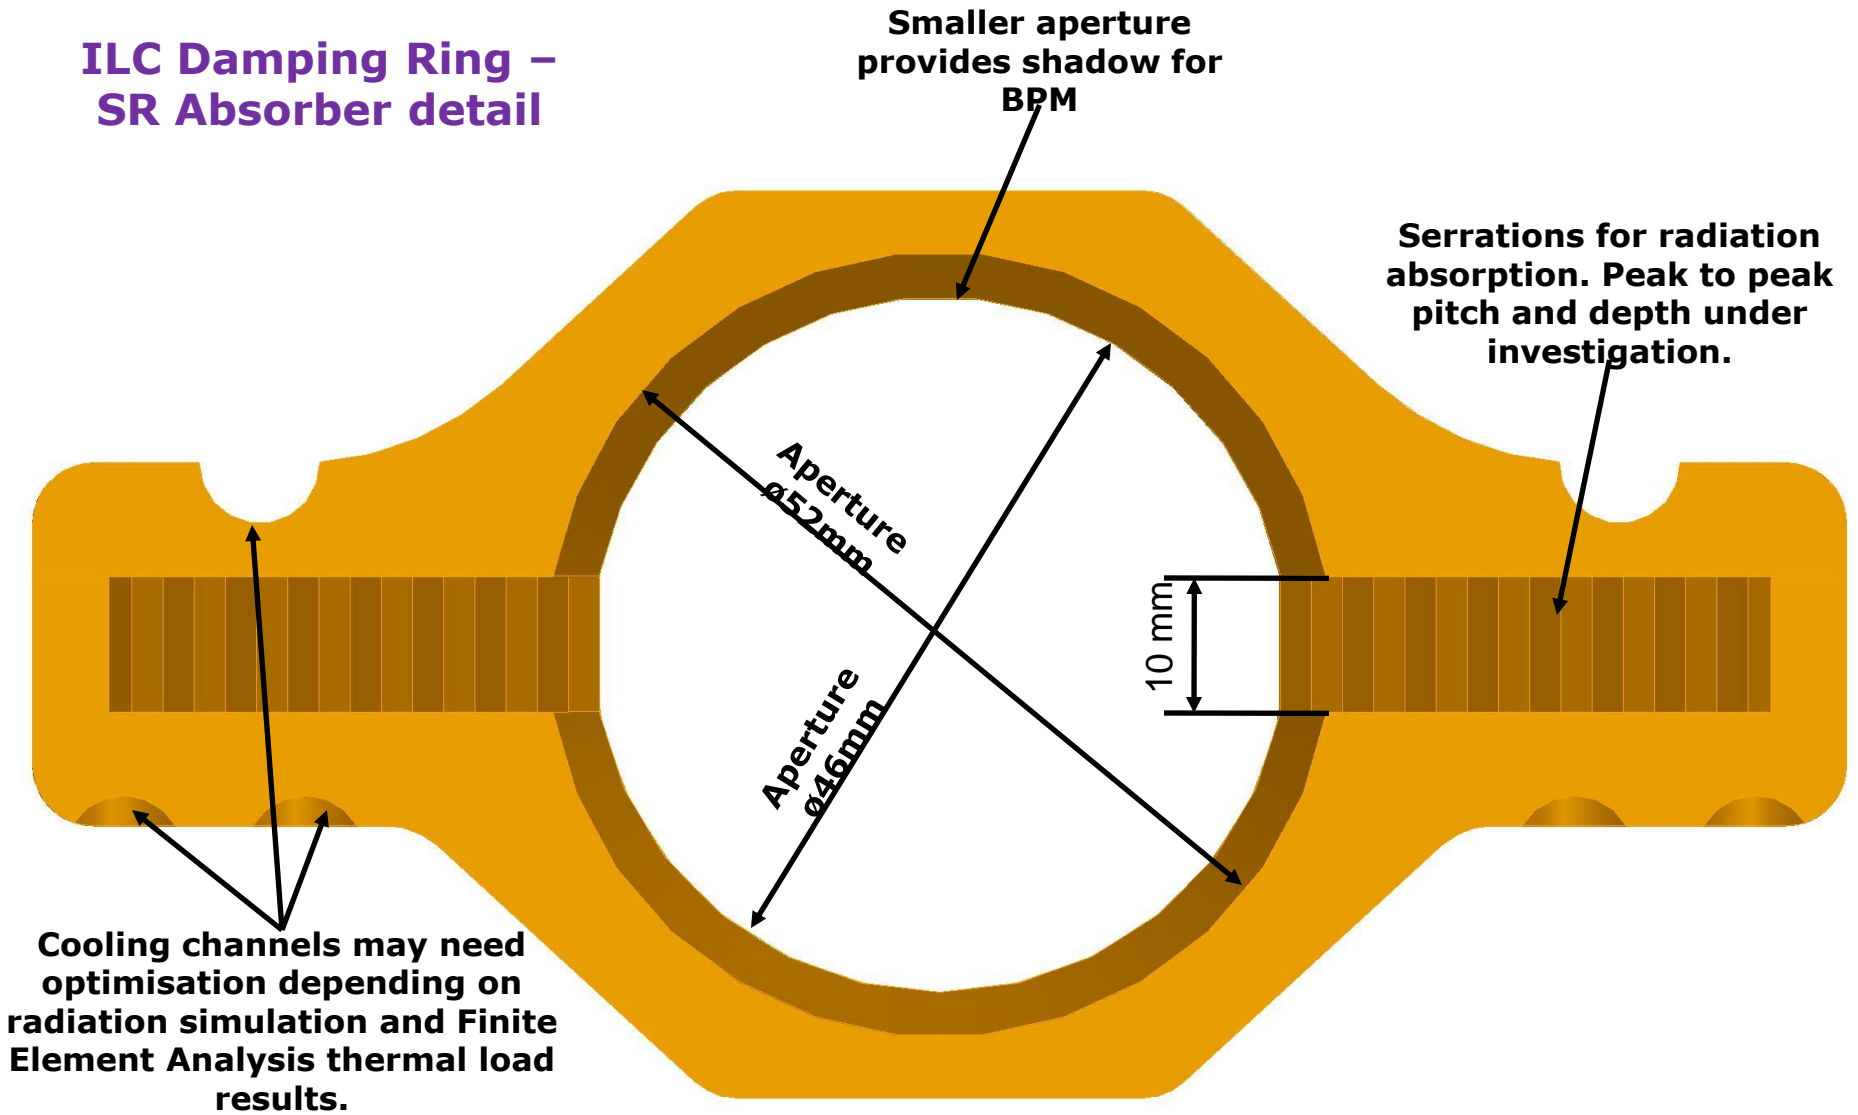 ILC Damping Ring –
SR Absorber detail
Smaller aperture
provides shadow for
BPM
Serrations for radiation
absorption. Peak to peak
pitch and depth under
investigation.
Aperture
ø52mm
10 mm
Aperture
ø46mm
Cooling channels may need
optimisation depending on
radiation simulation and Finite
Element Analysis thermal load
results.